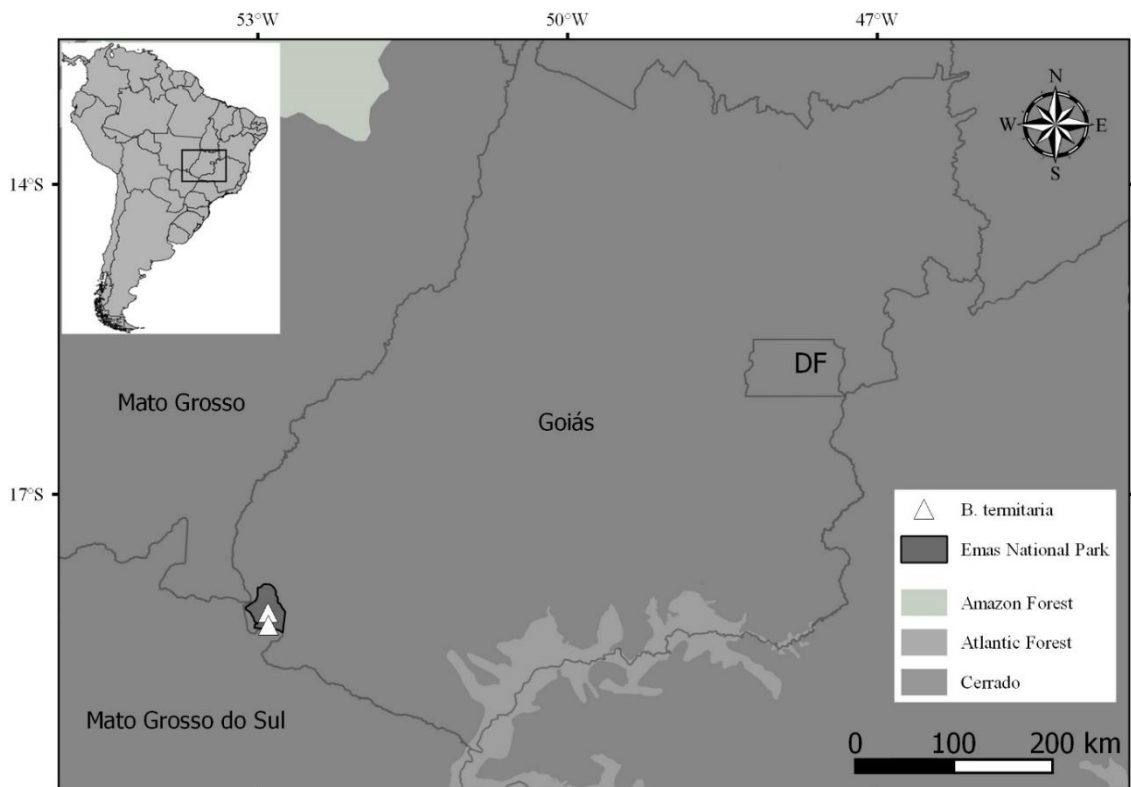 53°W
50°W
47°W
N
W
E
S
14°S
17°S
Mato Grosso
Goiás
DF
Mato Grosso do Sul
B. termitaria
Emas National Park
Amazon Forest
Atlantic Forest
Cerrado
0 100 200 km